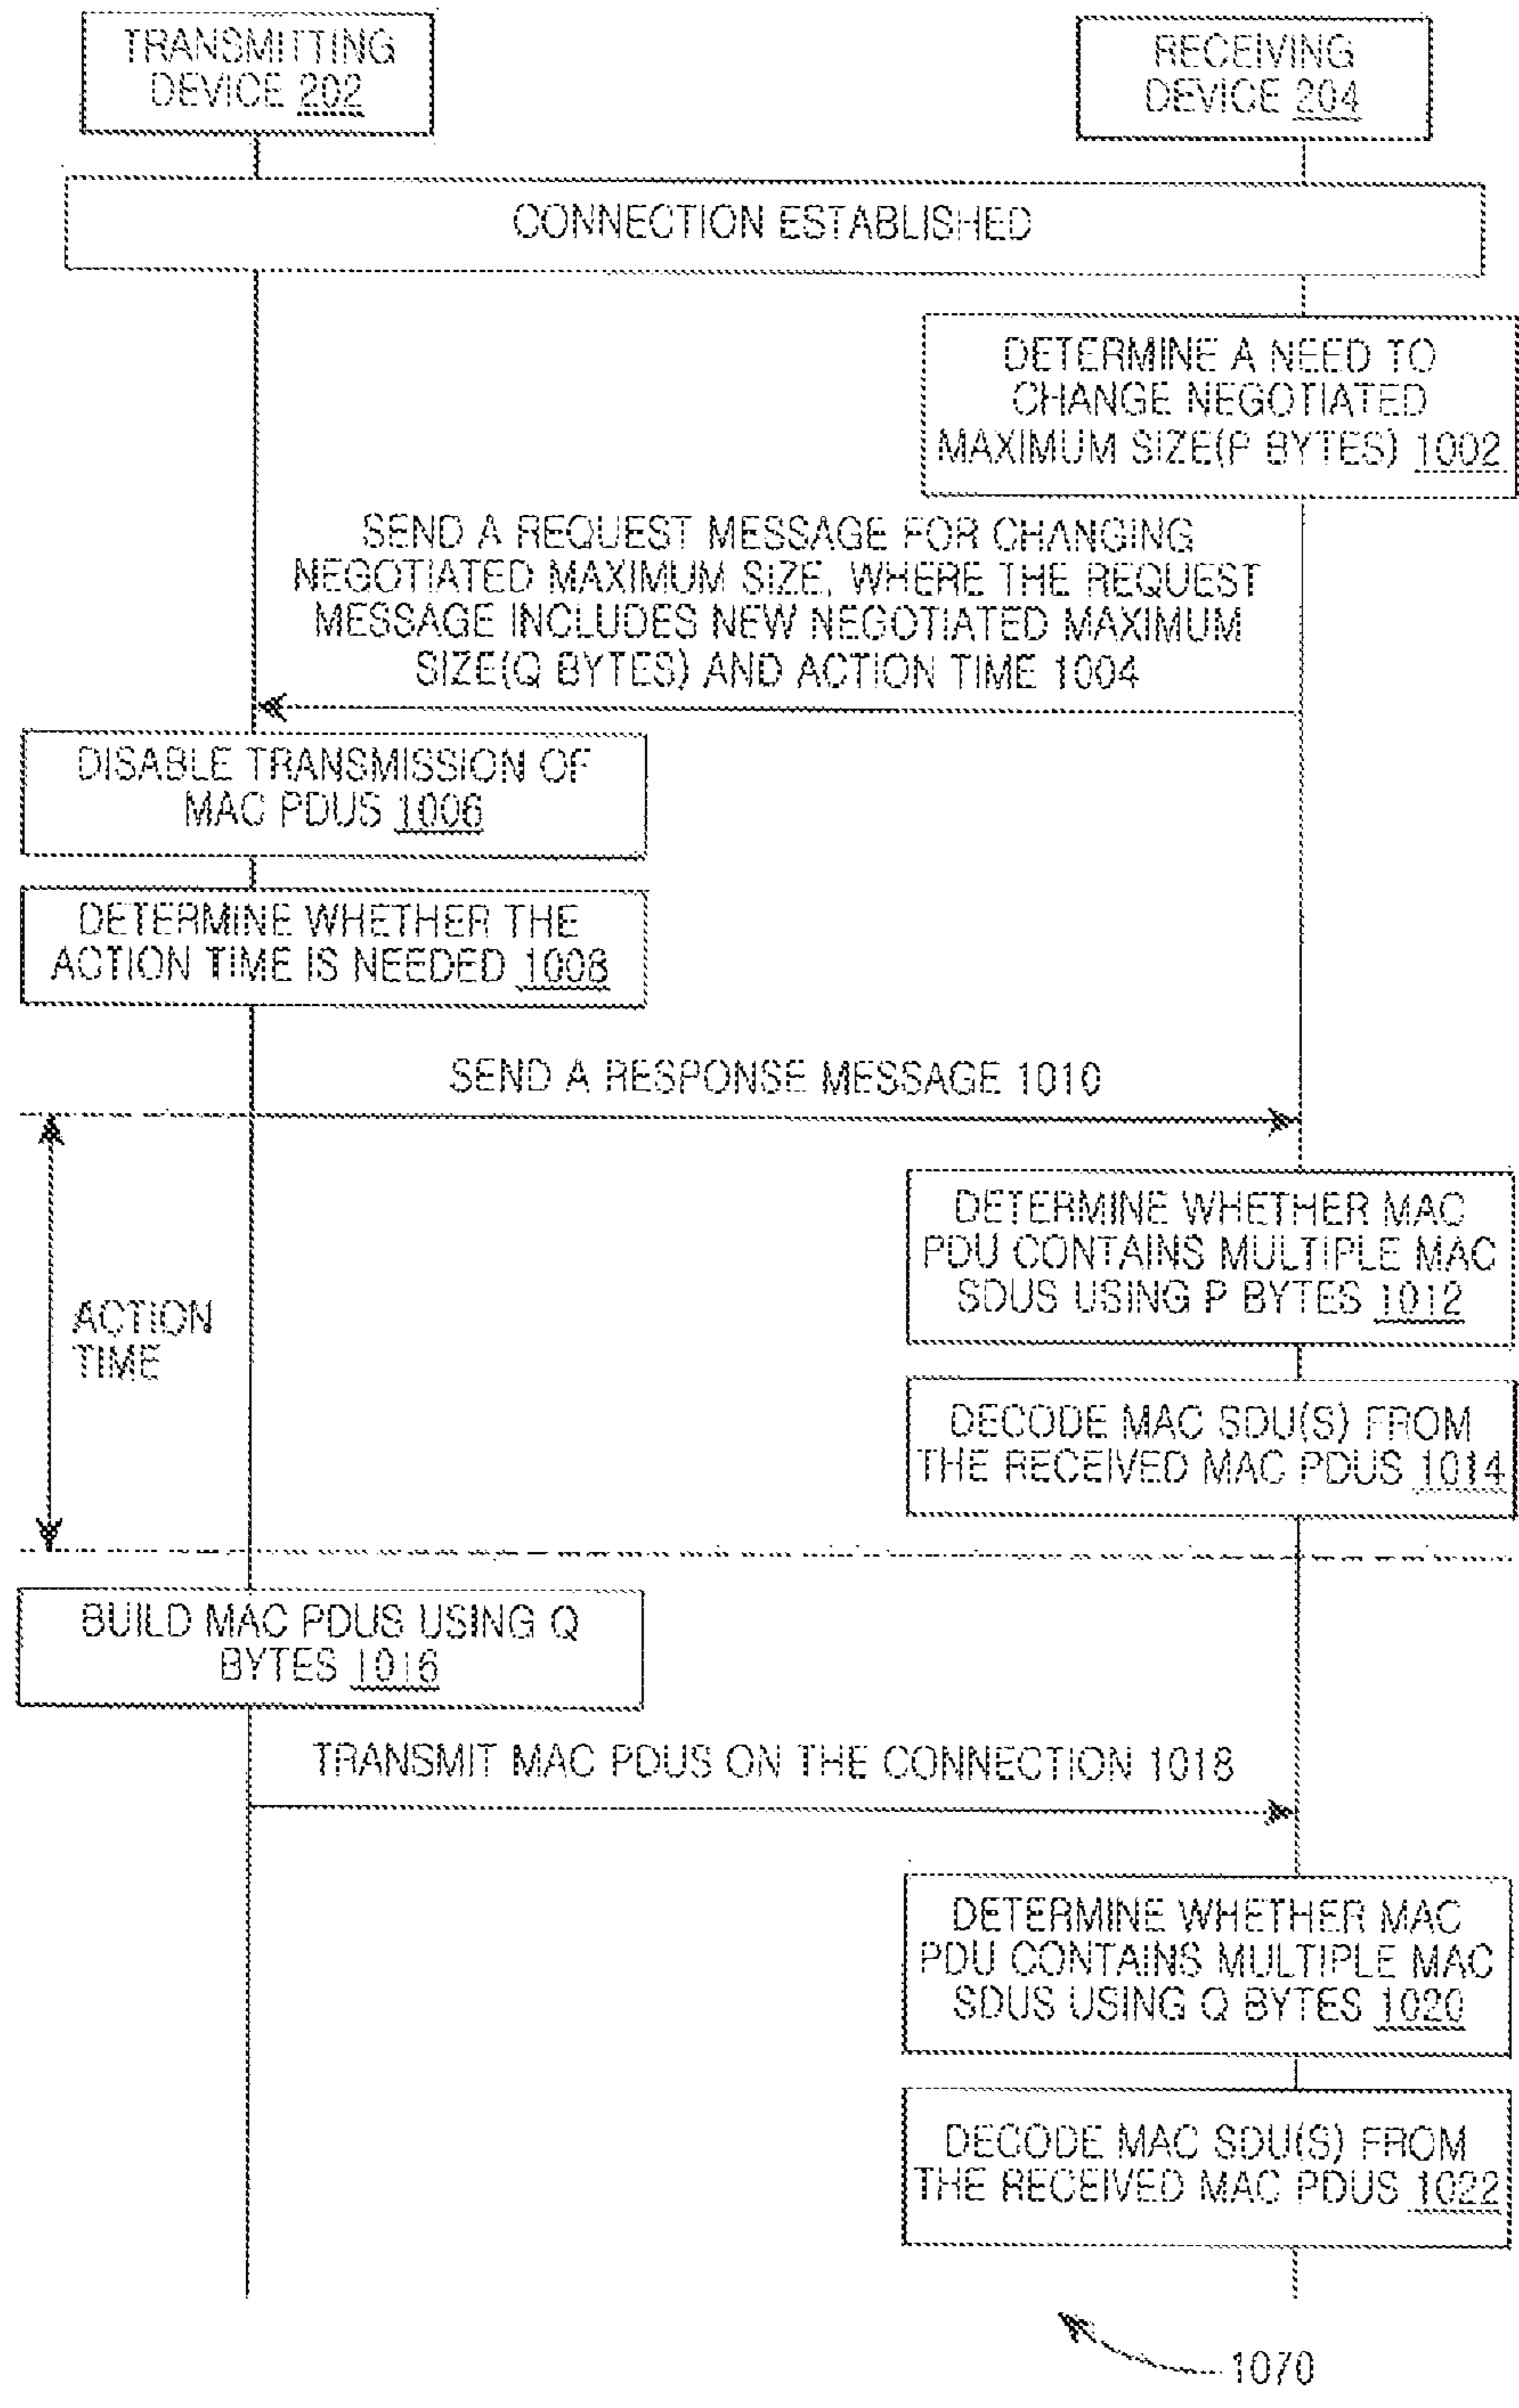 TRANSMITTING
DEVICE 202
RECEIVING
DEVICE 204
CONNECTION ESTABLISHED
DETERMINE A NEED TO
CHANGE NEGOTIATED
MAXIMUM SIZE(P BYTES) 1002
SEND A REQUEST MESSAGE FOR CHANGING
NEGOTIATED MAXIMUM SIZE, WHERE THE REQUEST
MESSAGE INCLUDES NEW NEGOTIATED MAXIMUM
SIZE(Q BYTES) AND ACTION TIME 1004
DISABLE TRANSMISSION OF
MAC PDUS 1006
DETERMINE WHETHER THE
ACTION TIME IS NEEDED 1008
SEND A RESPONSE MESSAGE 1010
DETERMINE WHETHER MAC
PDU CONTAINS MULTIPLE MAC
SDUS USING P BYTES 1012
ACTION
TIME
DECODE MAC SDU(S) FROM
THE RECEIVED MAC PDUS 1014
BUILD MAC PDUS USING Q
BYTES 1016
TRANSMIT MAC PDUS ON THE CONNECTION 1018
DETERMINE WHETHER MAC
PDU CONTAINS MULTIPLE MAC
SDUS USING Q BYTES 1020
DECODE MAC SDU(S) FROM
THE RECEIVED MAC PDUS 1022
1070